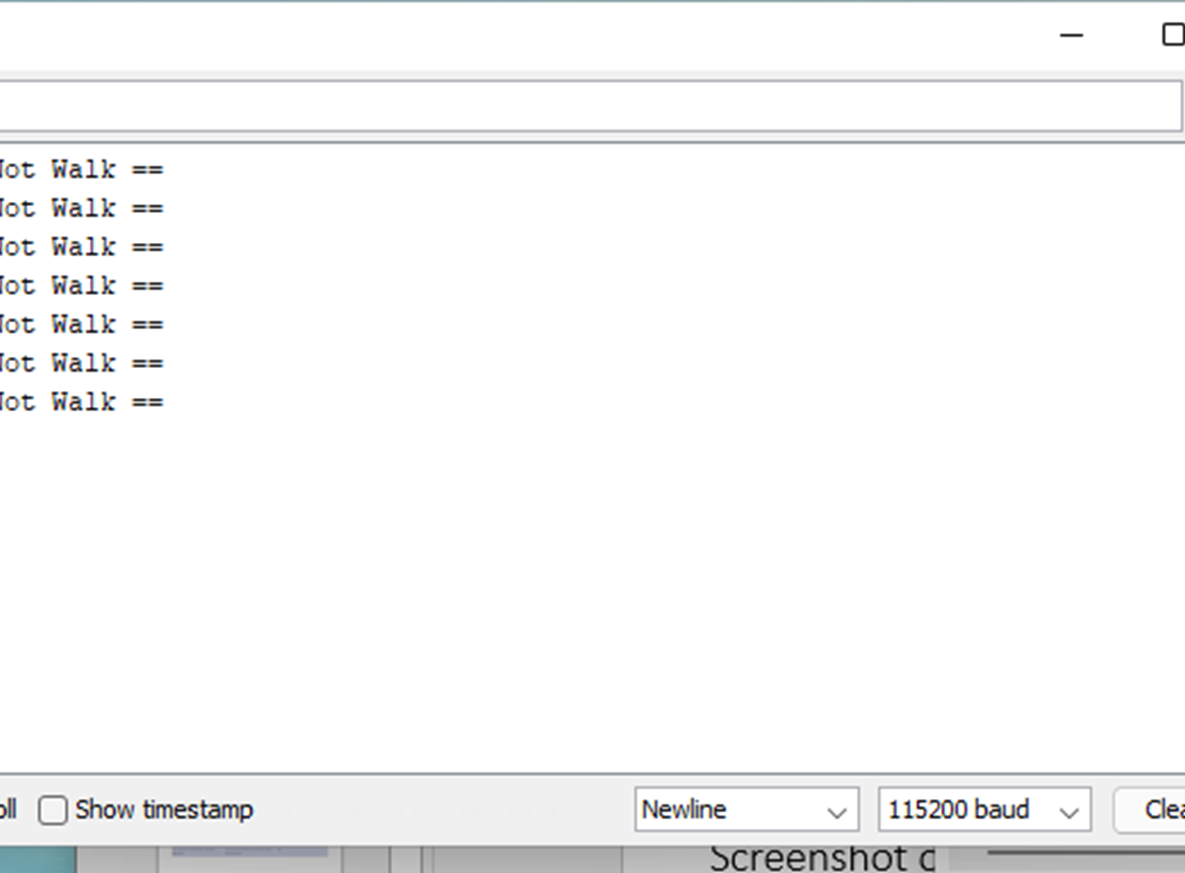 Not Walk ==
Not Walk ==
Not Walk ==
Not Walk ==
Not Walk ==
Not Walk ==
Not Walk ==
Show timestamp
Newline
115200 baud
Screenshot